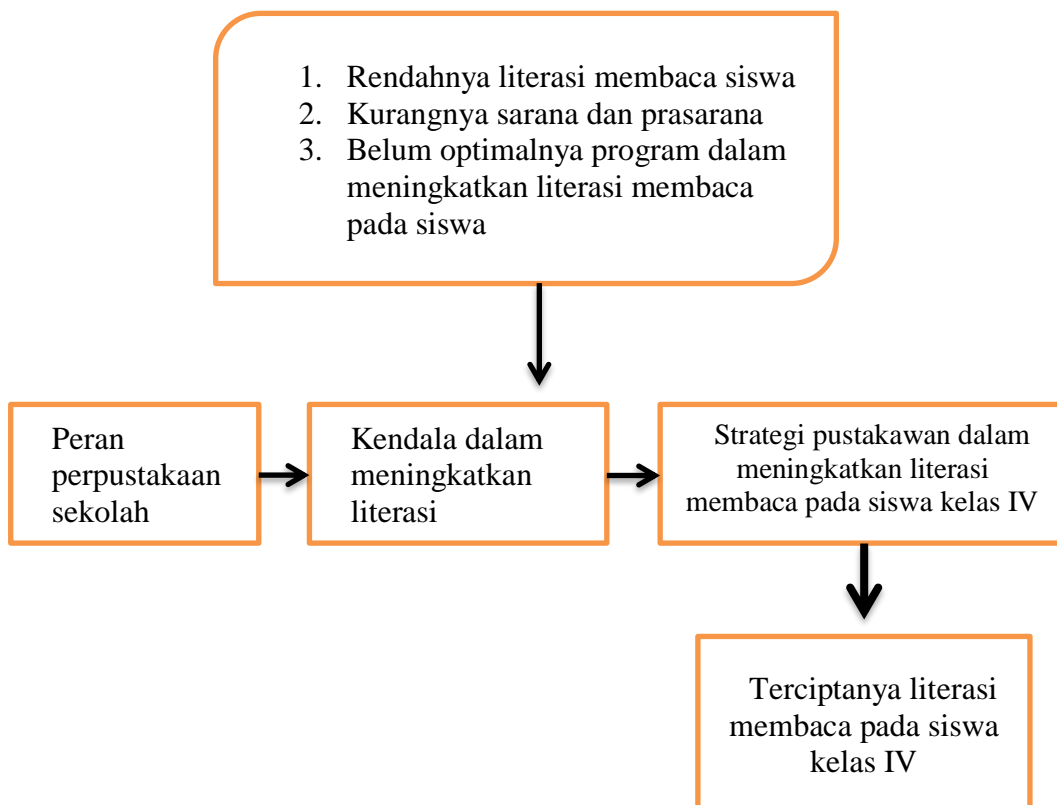 1. Rendahnya literasi membaca siswa
2. Kurangnya sarana dan prasarana
3. Belum optimalnya program dalam
meningkatkan literasi membaca
pada siswa
Peran
perpustakaan
sekolah
Kendala dalam
meningkatkan
literasi
Strategi pustakawan dalam
meningkatkan literasi
membaca pada siswa kelas IV
Terciptanya literasi
membaca pada siswa
kelas IV